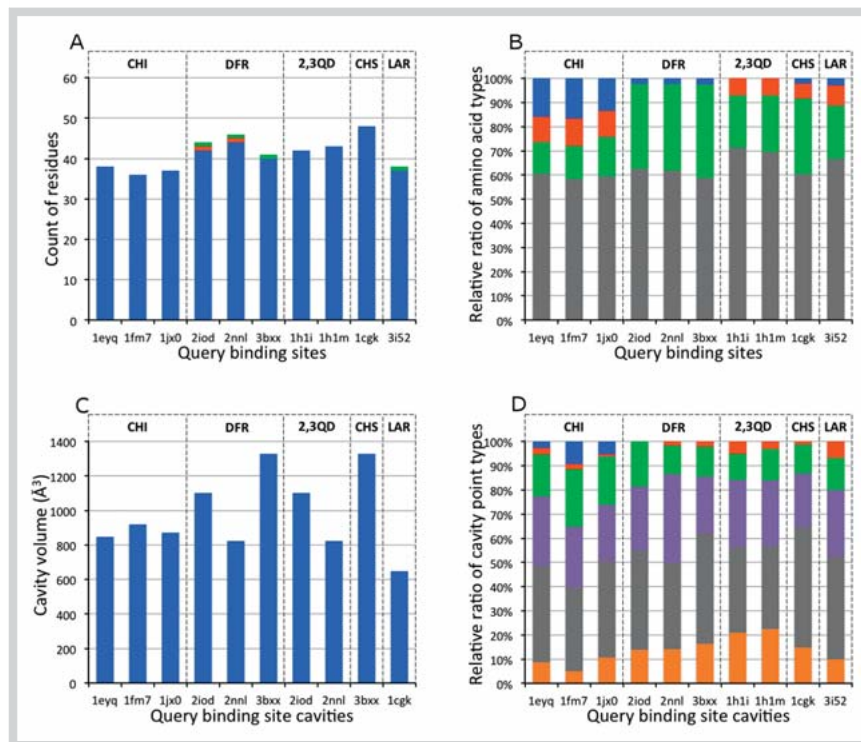 A
CHI DFR 2,3QD CHS LAR
60
50
40
30
20
10
0
Count of residues
1eyq 1fm7 1jx0 2iod 2nnl 3bxx 1h1i 1h1m 1cgk 3i52
Query binding sites
B
CHI DFR 2,3QD CHS LAR
100%
90%
80%
70%
60%
50%
40%
30%
20%
10%
0%
Relative ratio of amino acid types
1eyq 1fm7 1jx0 2iod 2nnl 3bxx 1h1i 1h1m 1cgk 3i52
Query binding sites
C
CHI DFR 2,3QD CHS LAR
1400
1200
1000
800
600
400
200
0
Cavity volume (Å³)
1eyq 1fm7 1jx0 2iod 2nnl 3bxx 2iod 2nnl 3bxx 1cgk
Query binding site cavities
D
CHI DFR 2,3QD CHS LAR
100%
90%
80%
70%
60%
50%
40%
30%
20%
10%
0%
Relative ratio of cavity point types
1eyq 1fm7 1jx0 2iod 2nnl 3bxx 1h1i 1h1m 1cgk 3i52
Query binding site cavities